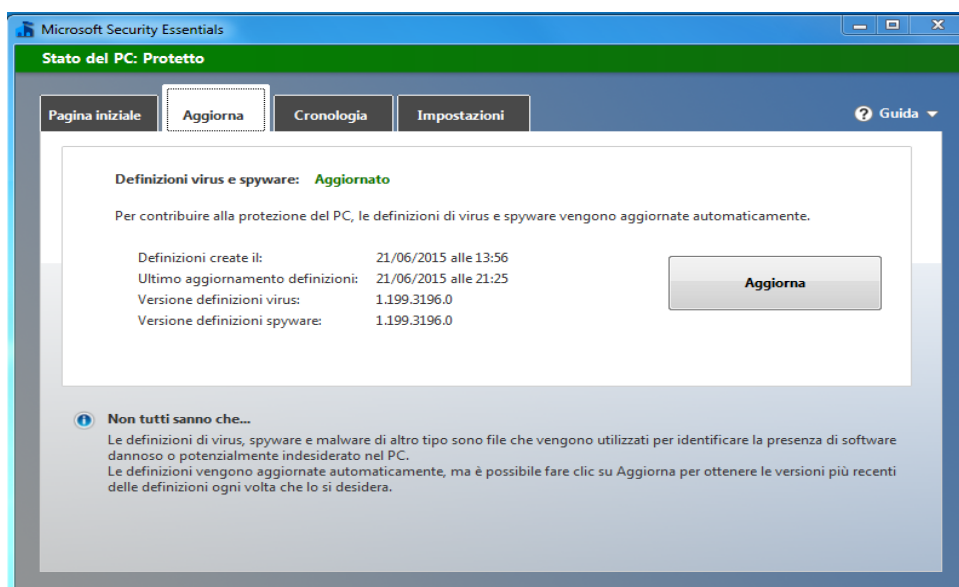 Microsoft Security Essentials
Stato del PC: Protetto
Pagina iniziale Aggiorna Cronologia Impostazioni Guida
Definizioni virus e spyware: Aggiornato
Per contribuire alla protezione del PC, le definizioni di virus e spyware vengono aggiornate automaticamente.
Definizioni create il: 21/06/2015 alle 13:56
Ultimo aggiornamento definizioni: 21/06/2015 alle 21:25
Aggiorna
Versione definizioni virus: 1.199.3196.0
Versione definizioni spyware: 1.199.3196.0
Non tutti sanno che...
Le definizioni di virus, spyware e malware di altro tipo sono file che vengono utilizzati per identificare la presenza di software
dannoso o potenzialmente indesiderato nel PC.
Le definizioni vengono aggiornate automaticamente, ma è possibile fare clic su Aggiorna per ottenere le versioni più recenti
delle definizioni ogni volta che lo si desidera.